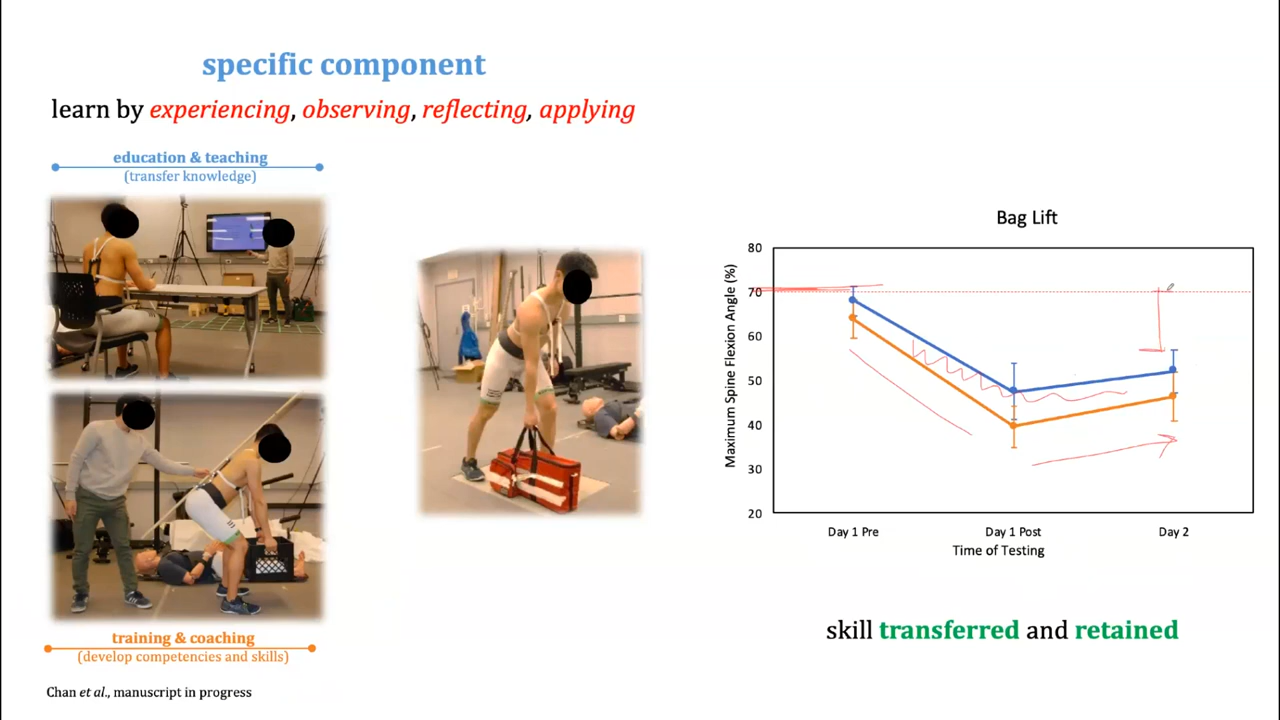 specific component
learn by experiencing, observing, reflecting, applying
education & teaching
(transfer knowledge)
training & coaching
(develop competencies and skills)
Chan et al., manuscript in progress
Bag Lift
Maximum Spine Flexion Angle (%)
80
70
60
50
40
30
20
Day 1 Pre
Day 1 Post
Day 2
Time of Testing
skill transferred and retained